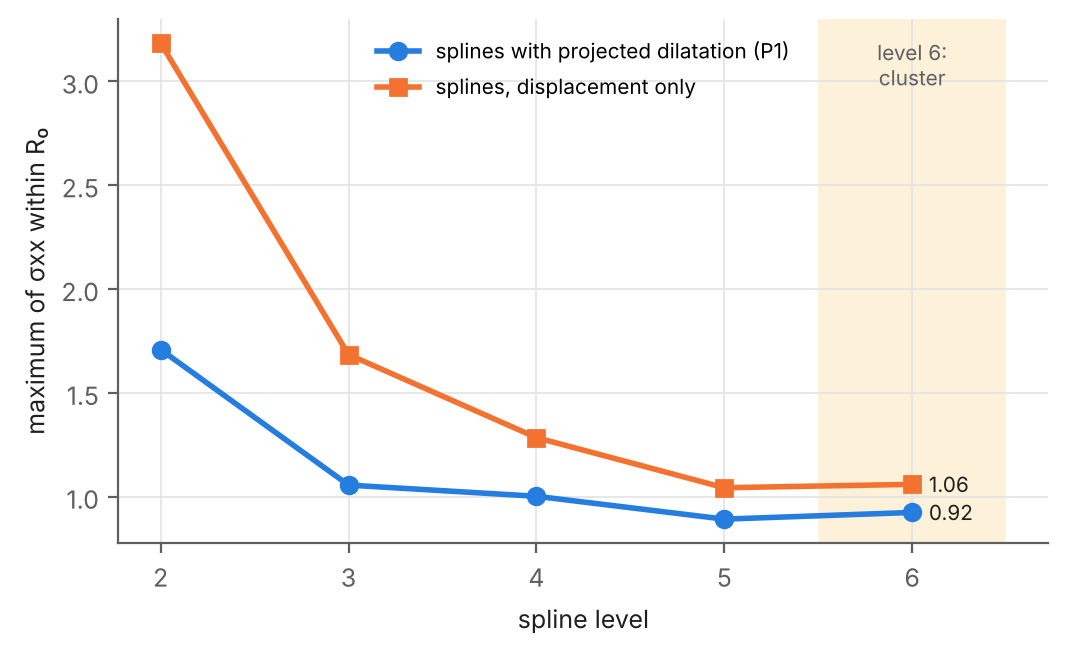 splines with projected dilatation (P1)
splines, displacement only
level 6:
cluster
maximum of σxx within R₀
3.0
2.5
2.0
1.5
1.0
1.06
0.92
2
3
4
5
6
spline level